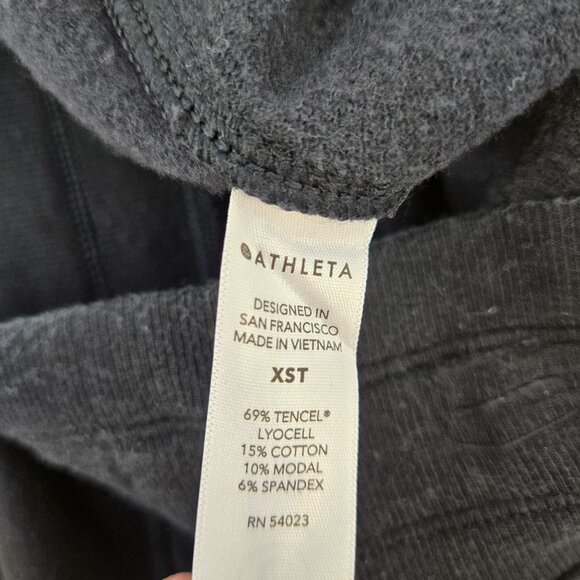 ATHLETA
DESIGNED IN
SAN FRANCISCO
MADE IN VIETNAM
XST
69% TENCEL®
LYOCELL
15% COTTON
10% MODAL
6% SPANDEX
RN 54023